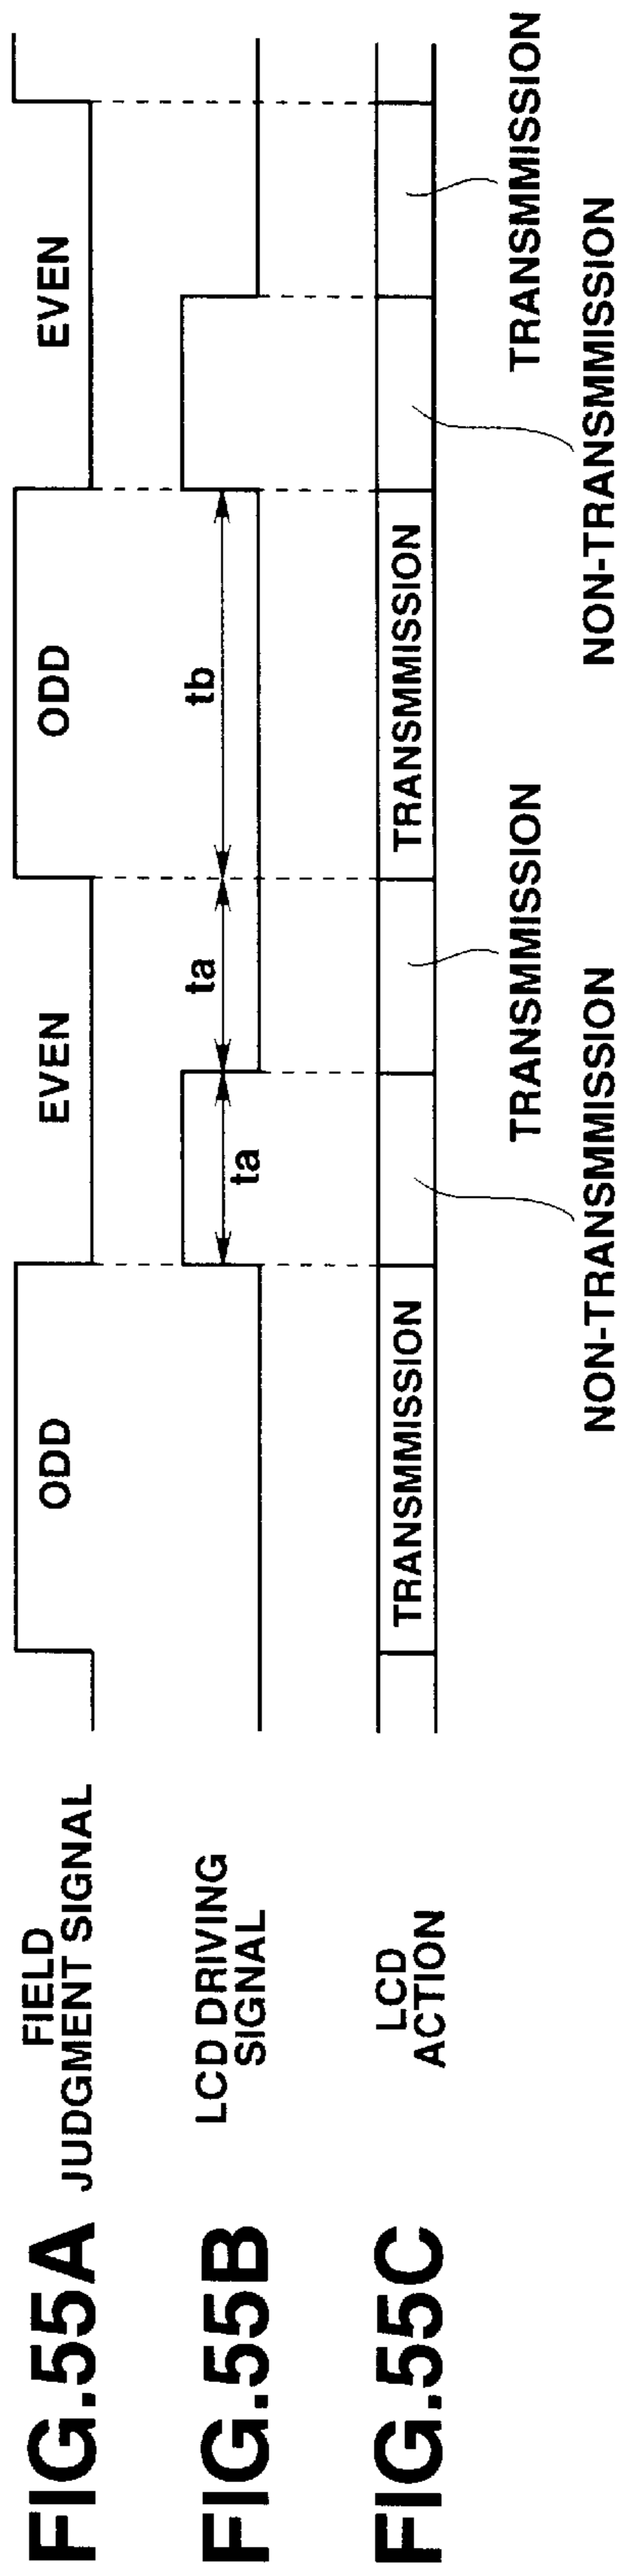 FIG.55A
FIELD
JUDGMENT SIGNAL
ODD
EVEN
ODD
EVEN
FIG.55B
LCD DRIVING
SIGNAL
ta
ta
tb
FIG.55C
LCD
ACTION
TRANSMMISSION
TRANSMMISSION
TRANSMMISSION
TRANSMMISSION
NON-TRANSMMISSION
NON-TRANSMMISSION